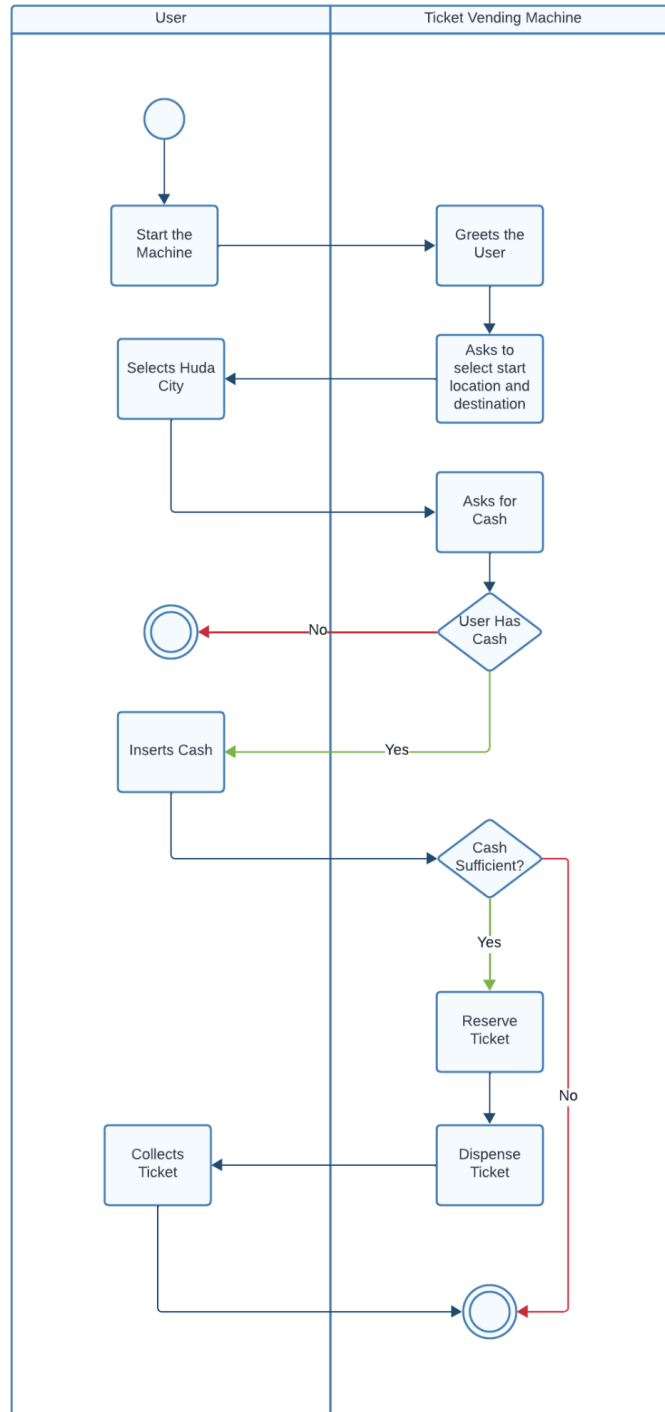 User
Ticket Vending Machine
Start the
Machine
Greets the
User
Selects Huda
City
Asks to
select start
location and
destination
Asks for
Cash
User Has
Cash
No
Inserts Cash
Yes
Cash
Sufficient?
Yes
Reserve
Ticket
No
Collects
Ticket
Dispense
Ticket